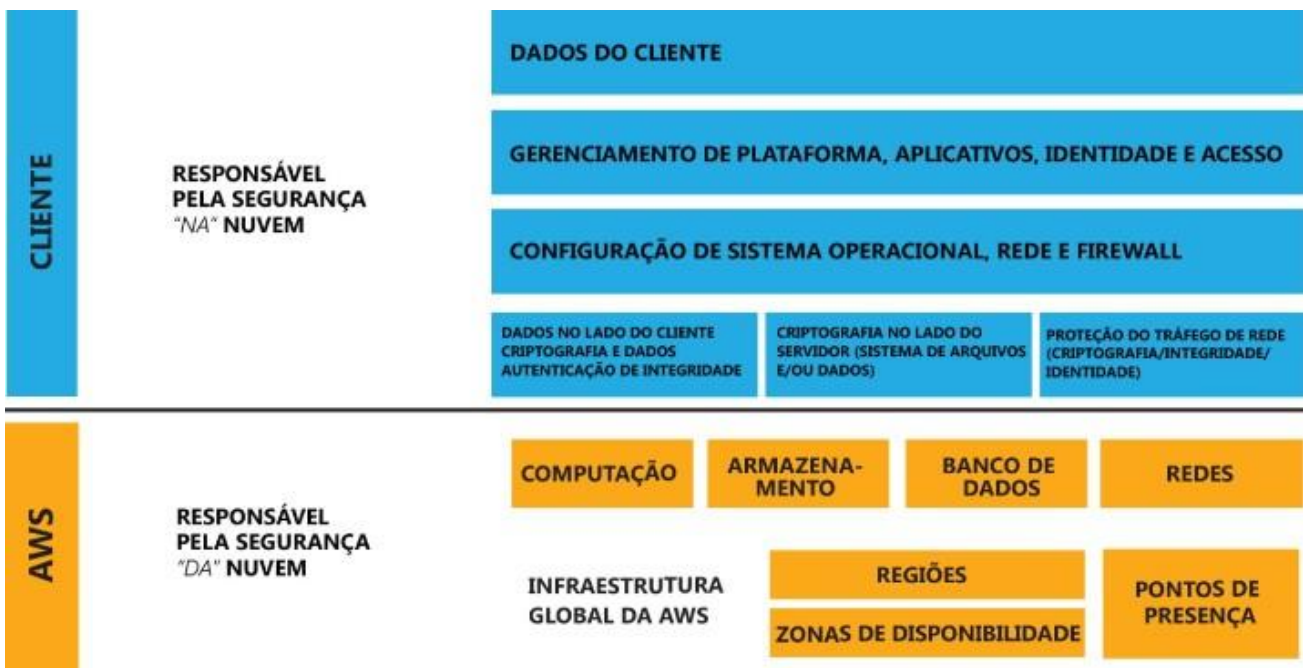 CLIENTE
RESPONSÁVEL
PELA SEGURANÇA
"NA" NUVEM
DADOS DO CLIENTE
GERENCIAMENTO DE PLATAFORMA, APLICATIVOS, IDENTIDADE E ACESSO
CONFIGURAÇÃO DE SISTEMA OPERACIONAL, REDE E FIREWALL
DADOS NO LADO DO CLIENTE
CRIPTOGRAFIA E DADOS
AUTENTICAÇÃO DE INTEGRIDADE
CRIPTOGRAFIA NO LADO DO
SERVIDOR (SISTEMA DE ARQUIVOS
E/OU DADOS)
PROTEÇÃO DO TRÁFEGO DE REDE
(CRIPTOGRAFIA/INTEGRIDADE/
IDENTIDADE)
AWS
RESPONSÁVEL
PELA SEGURANÇA
"DA" NUVEM
COMPUTAÇÃO
ARMAZENA-
MENTO
BANCO DE
DADOS
REDES
INFRAESTRUTURA
GLOBAL DA AWS
REGIÕES
ZONAS DE DISPONIBILIDADE
PONTOS DE
PRESENÇA